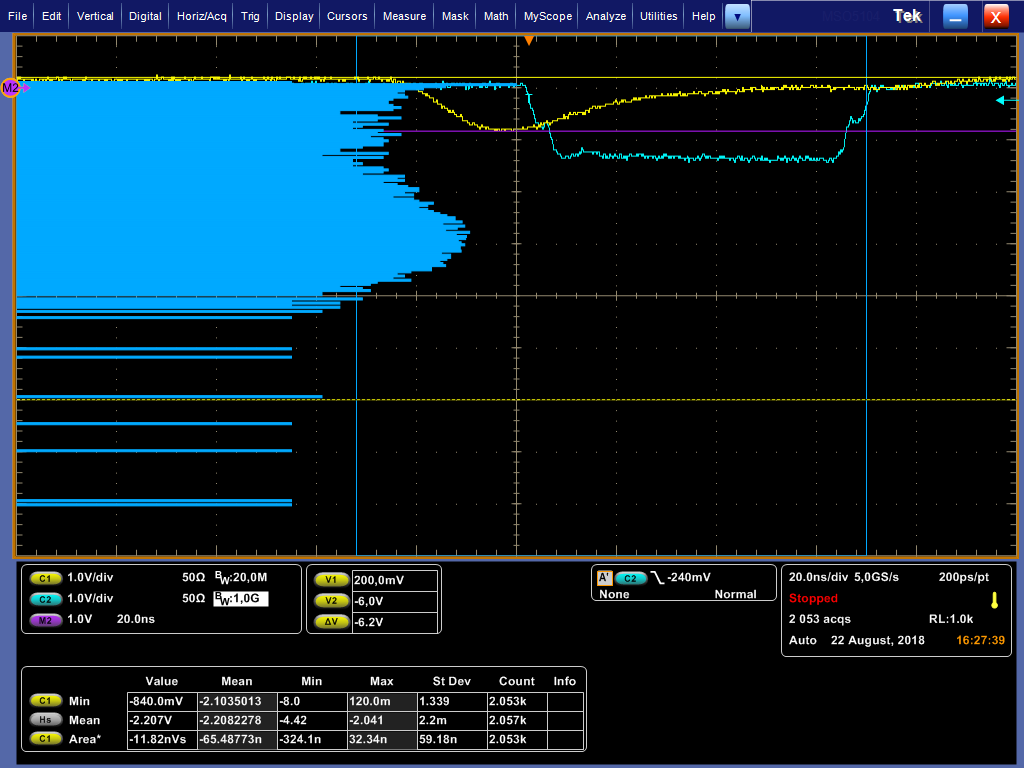 File Edit Vertical Digital Horiz/Acq Trig Display Cursors Measure Mask Math MyScope Analyze Utilities Help Tek X
M2
C1 1.0V/div 50Ω BW:20,0M
C2 1.0V/div 50Ω BW:1,0G
M2 1.0V 20.0ns
V1 200,0mV
V2 -6,0V
ΔV -6.2V
A' C2 -240mV
None Normal
20.0ns/div 5,0GS/s 200ps/pt
Stopped
2 053 acqs RL:1.0k
Auto 22 August, 2018 16:27:39
Value Mean Min Max St Dev Count Info
C1 Min -840.0mV -2.1035013 -8.0 120.0m 1.339 2.053k
Hs Mean -2.207V -2.2082278 -4.42 -2.041 2.2m 2.057k
C1 Area* -11.82nVs -65.48773n -324.1n 32.34n 59.18n 2.053k